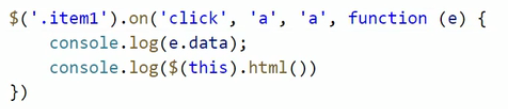 $('.item1').on('click', 'a', 'a', function (e) {
    console.log(e.data);
    console.log($(this).html())
})